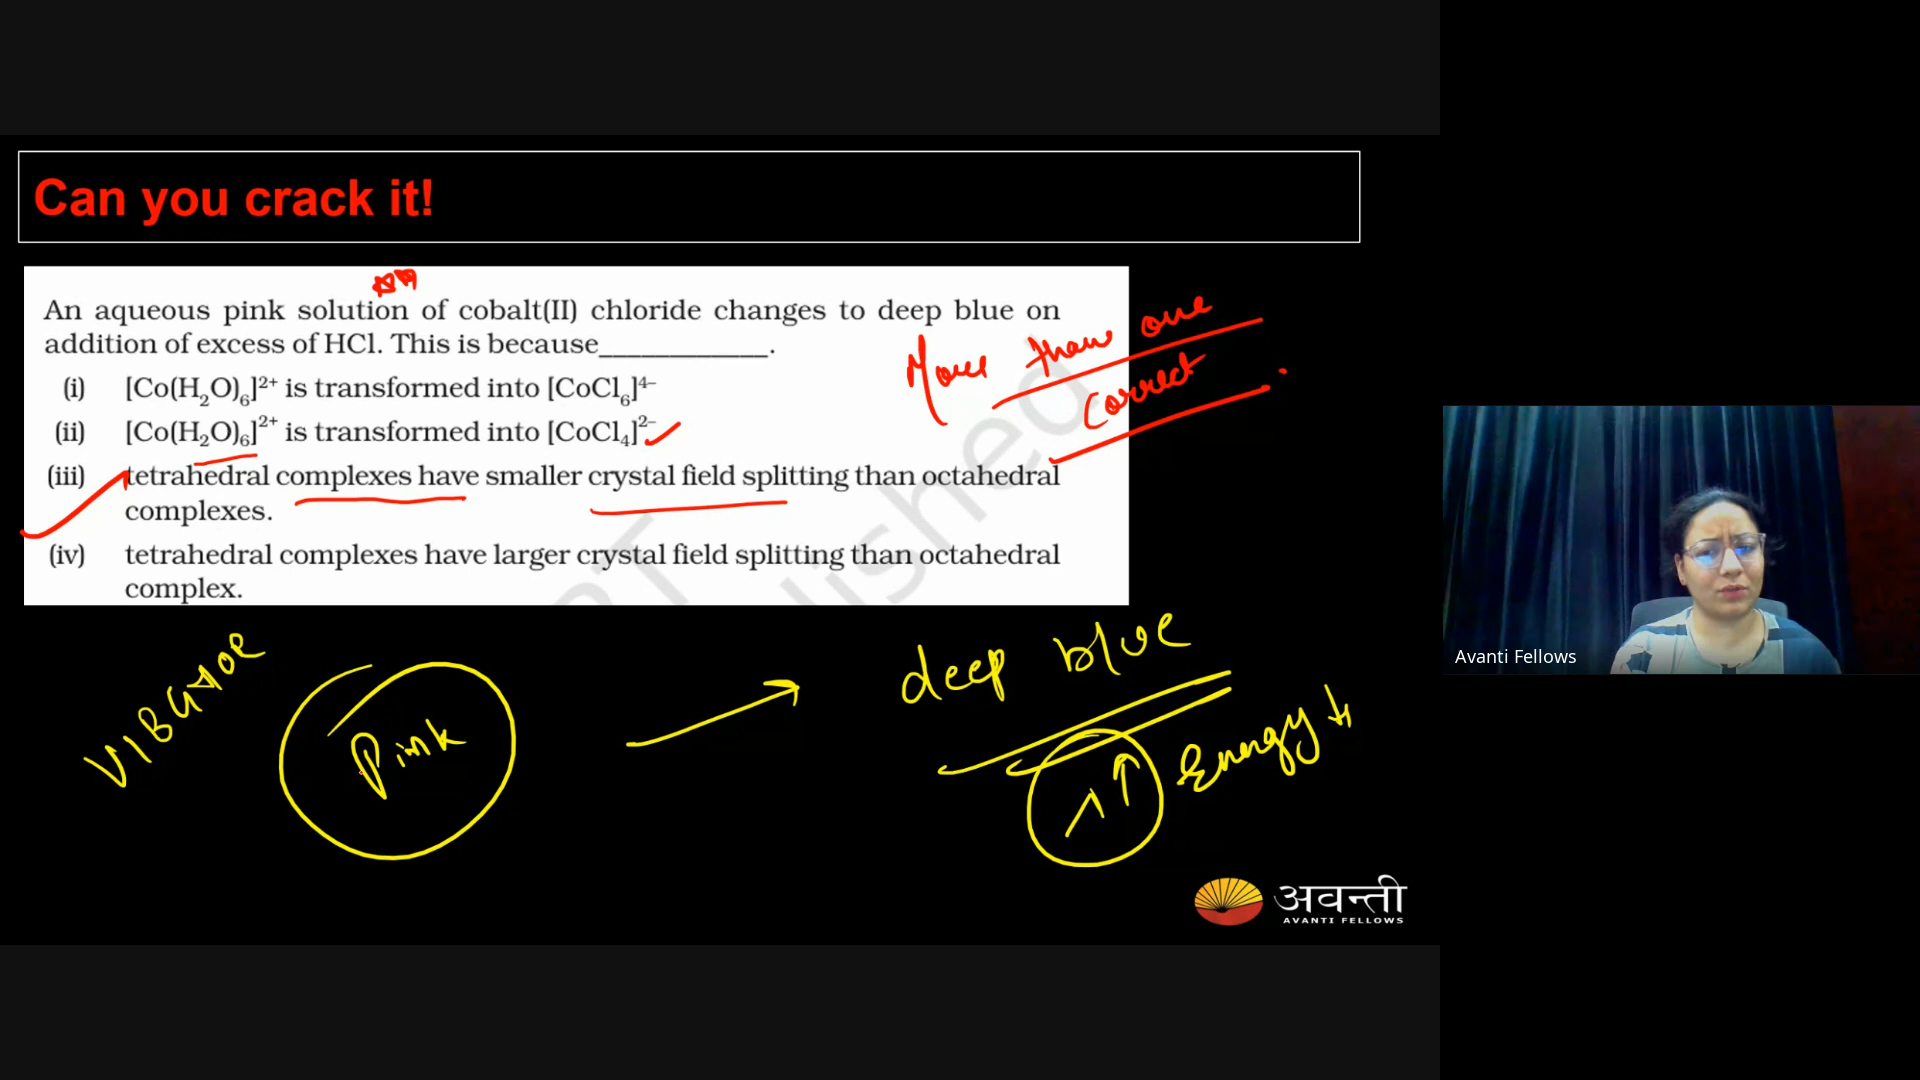 Can you crack it!
An aqueous pink solution of cobalt(II) chloride changes to deep blue on
addition of excess of HCl. This is because____________.
More than one
Correct
(i) [Co(H₂O)₆]²⁺ is transformed into [CoCl₆]⁴⁻
(ii) [Co(H₂O)₆]²⁺ is transformed into [CoCl₄]²⁻
(iii) tetrahedral complexes have smaller crystal field splitting than octahedral
complexes.
(iv) tetrahedral complexes have larger crystal field splitting than octahedral
complex.
VIBGYOR
Pink
deep blue
Energy
अवन्ती
AVANTI FELLOWS
Avanti Fellows